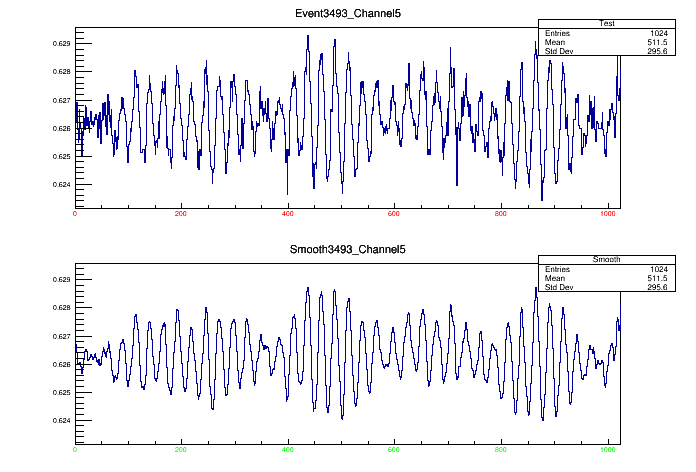 Event3493_Channel5
Test
Entries 1024
Mean 511.5
Std Dev 295.6
0.629
0.628
0.627
0.626
0.625
0.624
0 200 400 600 800 1000
Smooth3493_Channel5
Smooth
Entries 1024
Mean 511.5
Std Dev 295.6
0.629
0.628
0.627
0.626
0.625
0.624
0 200 400 600 800 1000